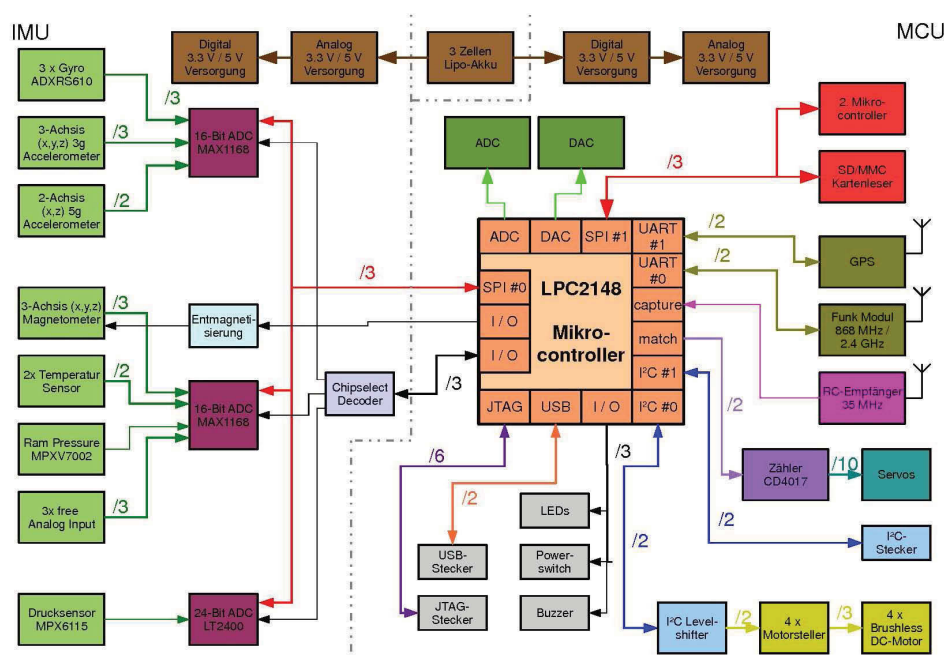 IMU
MCU
Digital
3.3 V / 5 V
Versorgung
Analog
3.3 V / 5 V
Versorgung
3 Zellen
Lipo-Akku
Digital
3.3 V / 5 V
Versorgung
Analog
3.3 V / 5 V
Versorgung
3 x Gyro
ADXRS610
/3
3-Achsis
(x,y,z) 3g
Accelerometer
/3
2-Achsis
(x,z) 5g
Accelerometer
/2
16-Bit ADC
MAX1168
ADC
DAC
/3
2. Mikro-
controller
SD/MMC
Kartenleser
ADC
DAC
SPI #1
UART
#1
/2
GPS
UART
#0
/2
Funk Modul
868 MHz /
2.4 GHz
/3
SPI #0
LPC2148
Mikro-
controller
capture
I / O
match
I / O
I²C #1
RC-Empfänger
35 MHz
3-Achsis (x,y,z)
Magnetometer
/3
Entmagneti-
sierung
2x Temperatur
Sensor
/2
16-Bit ADC
MAX1168
Chipselect
Decoder
/3
JTAG
USB
I / O
I²C #0
/2
Ram Pressure
MPXV7002
/6
/3
/2
Zähler
CD4017
/10
Servos
3x free
Analog Input
/3
LEDs
/2
/2
I²C-
Stecker
USB-
Stecker
Power-
switch
JTAG-
Stecker
Buzzer
Drucksensor
MPX6115
24-Bit ADC
LT2400
I²C Level-
shifter
/2
4 x
Motorsteller
/3
4 x
Brushless
DC-Motor